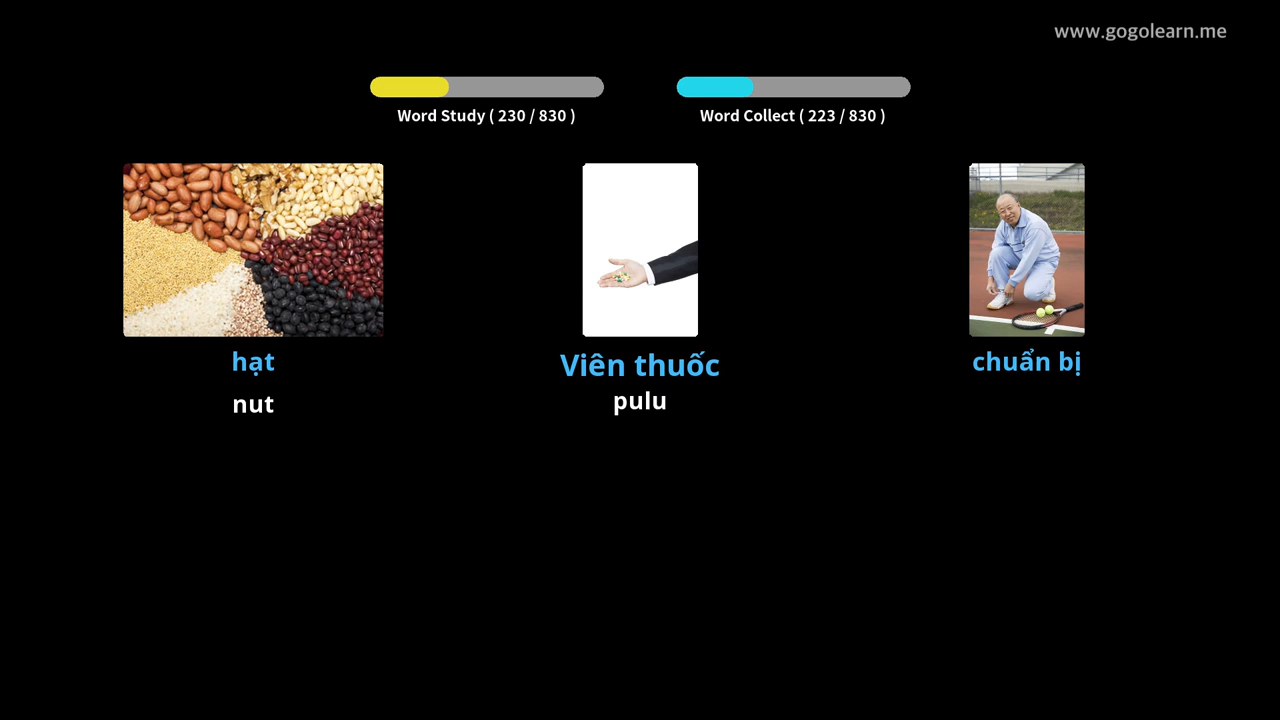 www.gogolearn.me
Word Study ( 230 / 830 )
Word Collect ( 223 / 830 )
hạt
nut
Viên thuốc
pulu
chuẩn bị